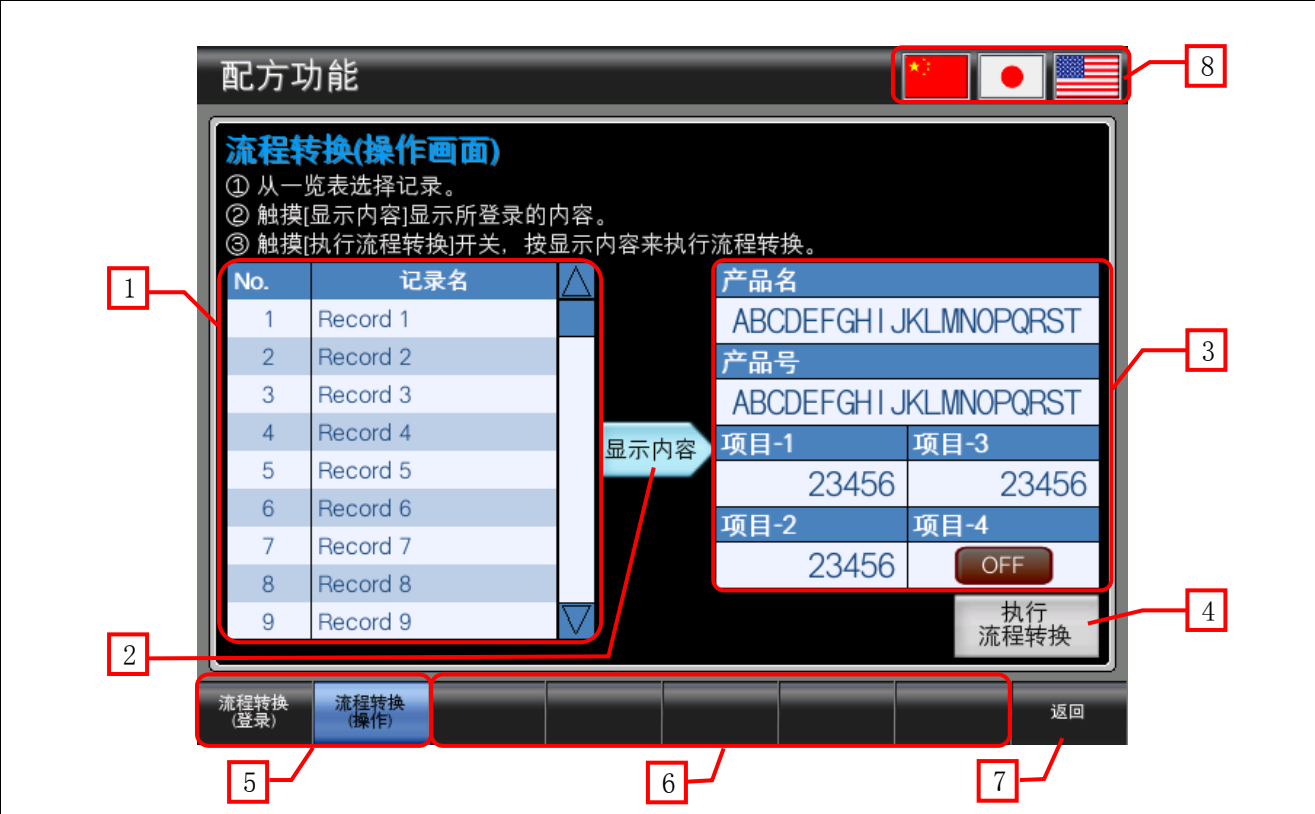 配方功能
8
流程转换(操作画面)
① 从一览表选择记录。
② 触摸[显示内容]显示所登录的内容。
③ 触摸[执行流程转换]开关，按显示内容来执行流程转换。
1
No. 记录名
1 Record 1
2 Record 2
3 Record 3
4 Record 4
5 Record 5
6 Record 6
7 Record 7
8 Record 8
9 Record 9
2
显示内容
产品名
ABCDEFGHIJKLMNOPQRST
产品号
ABCDEFGHIJKLMNOPQRST
3
项目-1 项目-3
23456 23456
项目-2 项目-4
23456 OFF
执行
流程转换
4
流程转换
(登录)
流程转换
(操作)
返回
5
6
7